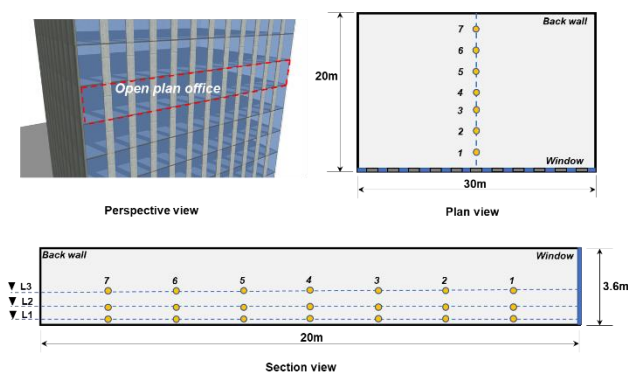 Open plan office
Perspective view
20m
Back wall
7
6
5
4
3
2
1
Window
30m
Plan view
Back wall
Window
7 6 5 4 3 2 1
L3
L2
L1
3.6m
20m
Section view